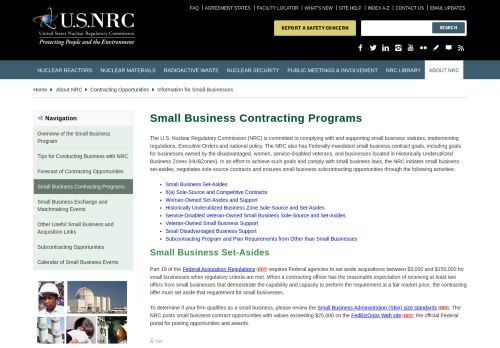 FAQ | AGREEMENT STATES | FACILITY LOCATOR | WHAT'S NEW | SITE HELP | INDEX A-Z | CONTACT US | EMAIL UPDATES
U.S.NRC
United States Nuclear Regulatory Commission
Protecting People and the Environment
REPORT A SAFETY CONCERN
SEARCH
NUCLEAR REACTORS NUCLEAR MATERIALS RADIOACTIVE WASTE NUCLEAR SECURITY PUBLIC MEETINGS & INVOLVEMENT NRC LIBRARY ABOUT NRC
Home About NRC Contracting Opportunities Information for Small Businesses
Navigation
Overview of the Small Business
Program
Tips for Conducting Business with NRC
Forecast of Contracting Opportunities
Small Business Contracting Programs
Small Business Exchange and
Matchmaking Events
Other Useful Small Business and
Acquisition Links
Subcontracting Opportunities
Calendar of Small Business Events
Small Business Contracting Programs
The U.S. Nuclear Regulatory Commission (NRC) is committed to complying with and supporting small business statutes, implementing
regulations, Executive Orders and national policy. The NRC also has Federally-mandated small business contract goals, including goals
for businesses owned by the disadvantaged, women, service-disabled veterans, and businesses located in Historically Underutilized
Business Zones (HUBZones). In an effort to achieve such goals and comply with small business laws, the NRC initiates small business
set-asides, negotiates sole-source contracts and ensures small business subcontracting opportunities through the following activities:
Small Business Set-Asides
8(a) Sole-Source and Competitive Contracts
Woman-Owned Set-Asides and Support
Historically Underutilized Business Zone Sole-Source and Set-Asides
Service-Disabled Veteran-Owned Small Business Sole-Source and Set-Asides
Veteran-Owned Small Business Support
Small Disadvantaged Business Support
Subcontracting Program and Plan Requirements from Other than Small Businesses
Small Business Set-Asides
Part 19 of the Federal Acquisition Regulations EXIT requires Federal agencies to set aside acquisitions between $3,000 and $150,000 for
small businesses when regulatory criteria are met. When a contracting officer has the reasonable expectation of receiving at least two
offers from small businesses that demonstrate the capability and capacity to perform the requirement at a fair market price, the contracting
offer must set aside that requirement for small businesses.
To determine if your firm qualifies as a small business, please review the Small Business Administration (SBA) size standards EXIT. The
NRC posts small business contract opportunities with values exceeding $25,000 on the FedBizOpps Web site EXIT, the official Federal
portal for posting opportunities and awards.
TOP